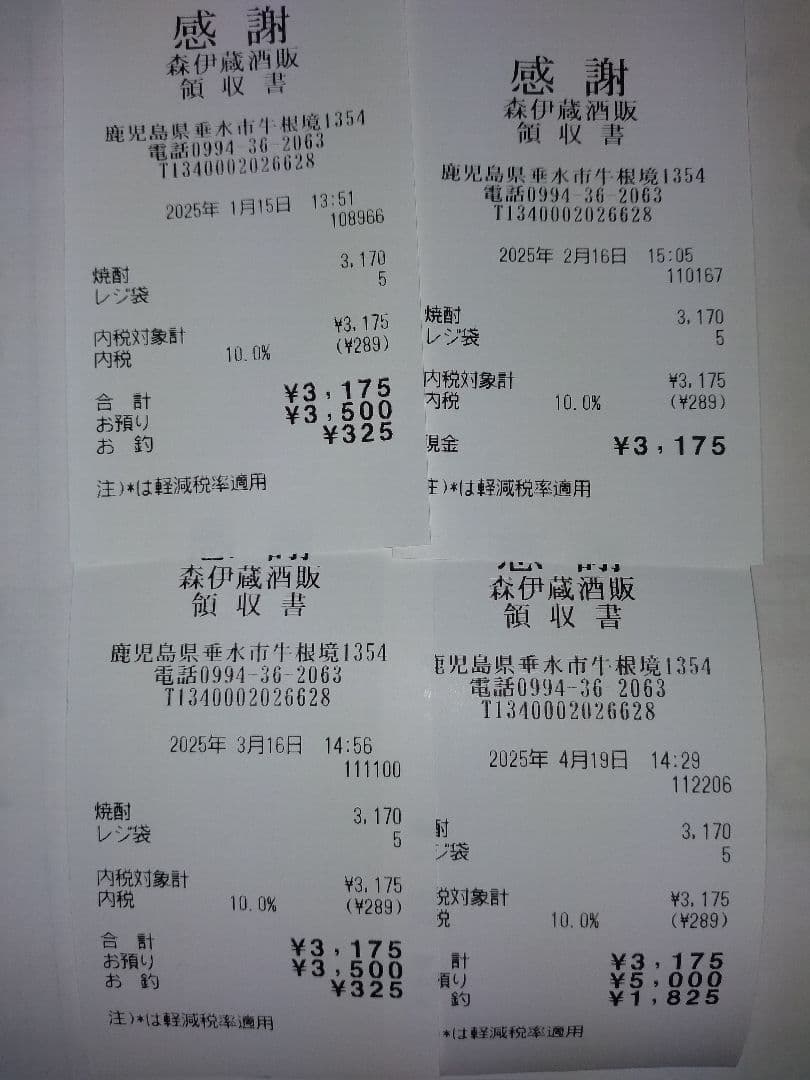 感 謝
森伊蔵酒販
領 収 書
鹿児島県垂水市牛根境1354
電話0994-36-2063
T1340002026628
2025年 1月15日 13:51
108966
焼酎 3,170
レジ袋 5
内税対象計 ¥3,175
内税 10.0% (¥289)
合 計 ¥3,175
お預り ¥3,500
お 釣 ¥325
注)*は軽減税率適用
感 謝
森伊蔵酒販
領 収 書
鹿児島県垂水市牛根境1354
電話0994-36-2063
T1340002026628
2025年 2月16日 15:05
110167
焼酎 3,170
レジ袋 5
内税対象計 ¥3,175
内税 10.0% (¥289)
現金 ¥3,175
注)*は軽減税率適用
森伊蔵酒販
領 収 書
鹿児島県垂水市牛根境1354
電話0994-36-2063
T1340002026628
2025年 3月16日 14:56
111100
焼酎 3,170
レジ袋 5
内税対象計 ¥3,175
内税 10.0% (¥289)
合 計 ¥3,175
お預り ¥3,500
お 釣 ¥325
注)*は軽減税率適用
森伊蔵酒販
領 収 書
鹿児島県垂水市牛根境1354
電話0994-36 2063
T1340002026628
2025年 4月19日 14:29
112206
酎 3,170
ジ袋 5
税対象計 ¥3,175
税 10.0% (¥289)
計 ¥3,175
預り ¥5,000
釣 ¥1,825
*は軽減税率適用